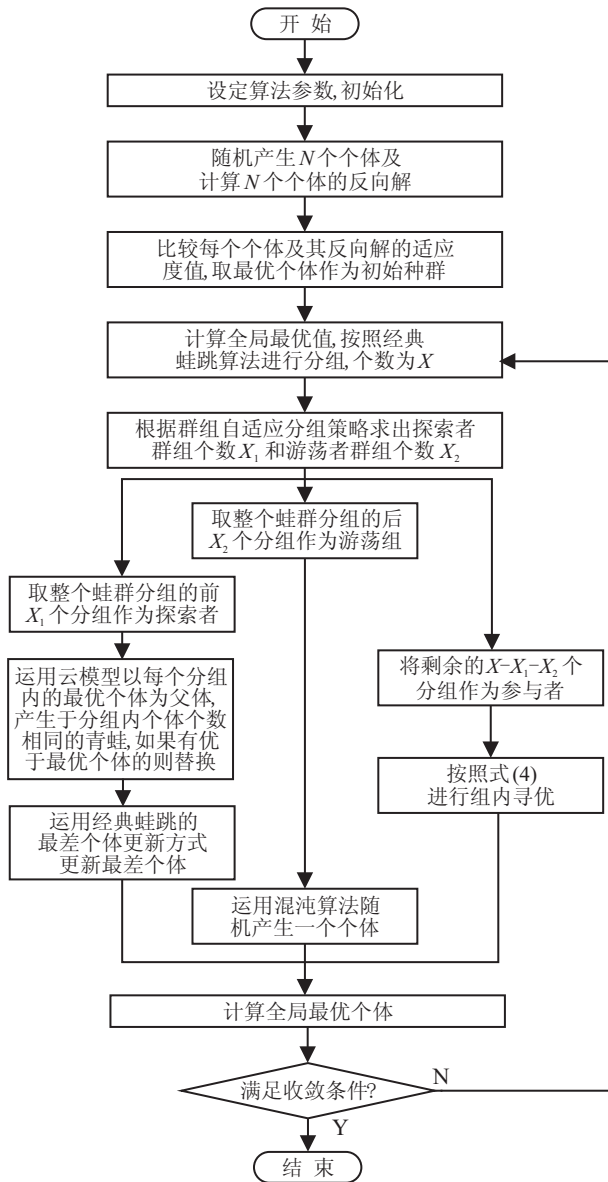 开 始
设定算法参数,初始化
随机产生N个个体及
计算N个个体的反向解
比较每个个体及其反向解的适应
度值,取最优个体作为初始种群
计算全局最优值,按照经典
蛙跳算法进行分组,个数为X
根据群组自适应分组策略求出探索者
群组个数X₁和游荡者群组个数X₂
取整个蛙群分组的后
X₂个分组作为游荡组
取整个蛙群分组的前
X₁个分组作为探索者
运用云模型以每个分组
内的最优个体为父体,
产生于分组内个体个数
相同的青蛙,如果有优
于最优个体的则替换
将剩余的X−X₁−X₂个
分组作为参与者
按照式(4)
进行组内寻优
运用经典蛙跳的
最差个体更新方式
更新最差个体
运用混沌算法随
机产生一个个体
计算全局最优个体
满足收敛条件?
N
Y
结 束